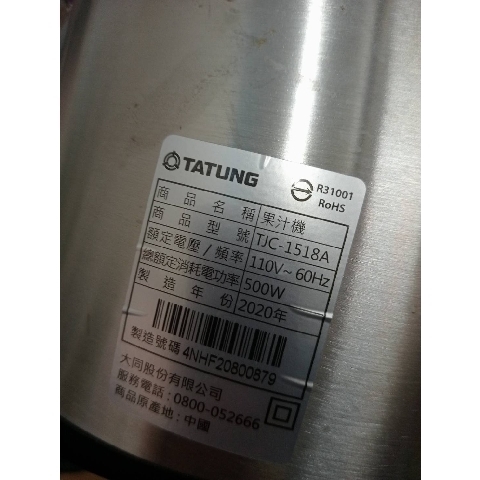 TATUNG
R31001
RoHS
商品名稱 果汁機
商品型號 TJC-1518A
額定電壓/頻率 110V~60Hz
總額定消耗電功率 500W
製造年份 2020年
製造號碼 4NHF20800879
大同股份有限公司
服務電話:0800-052666
商品原產地:中國